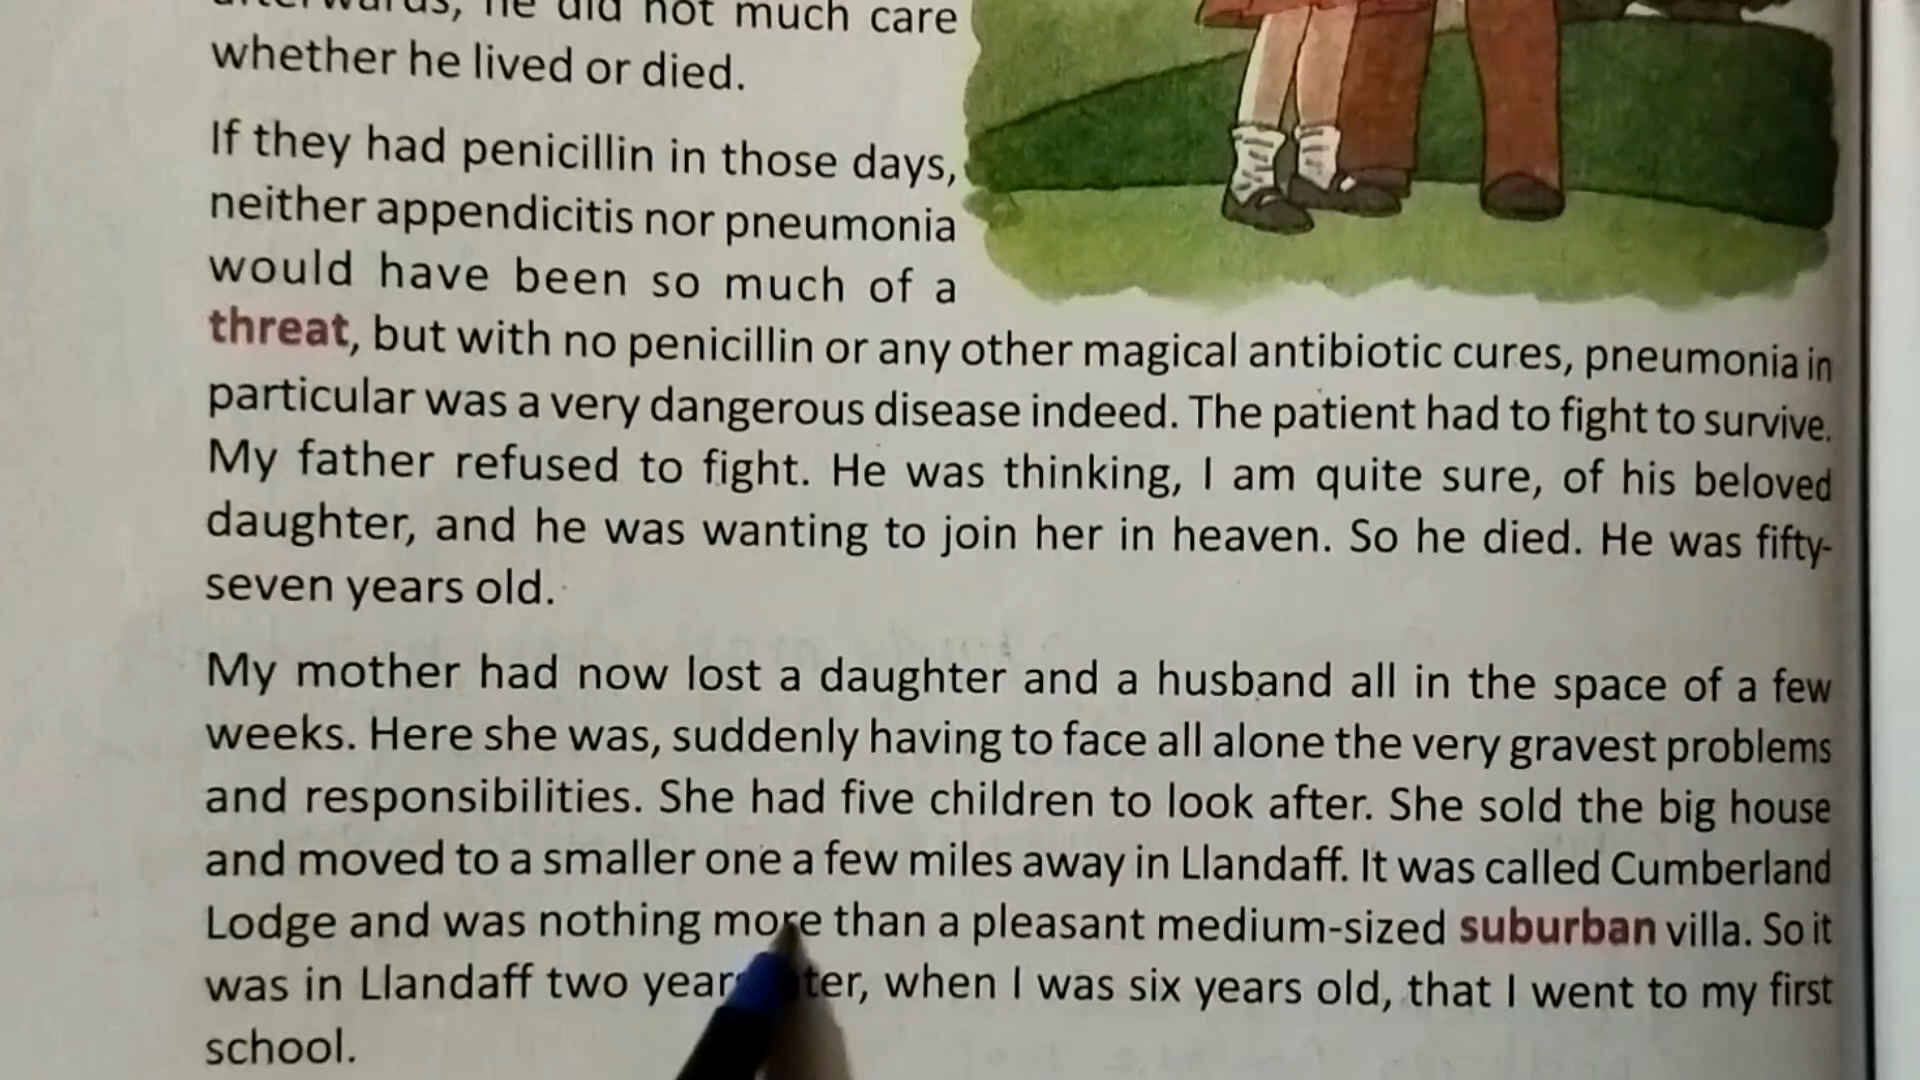 afterwards, he did not much care
whether he lived or died.
If they had penicillin in those days,
neither appendicitis nor pneumonia
would have been so much of a
threat, but with no penicillin or any other magical antibiotic cures, pneumonia in
particular was a very dangerous disease indeed. The patient had to fight to survive.
My father refused to fight. He was thinking, I am quite sure, of his beloved
daughter, and he was wanting to join her in heaven. So he died. He was fifty-
seven years old.
My mother had now lost a daughter and a husband all in the space of a few
weeks. Here she was, suddenly having to face all alone the very gravest problems
and responsibilities. She had five children to look after. She sold the big house
and moved to a smaller one a few miles away in Llandaff. It was called Cumberland
Lodge and was nothing more than a pleasant medium-sized suburban villa. So it
was in Llandaff two years later, when I was six years old, that I went to my first
school.